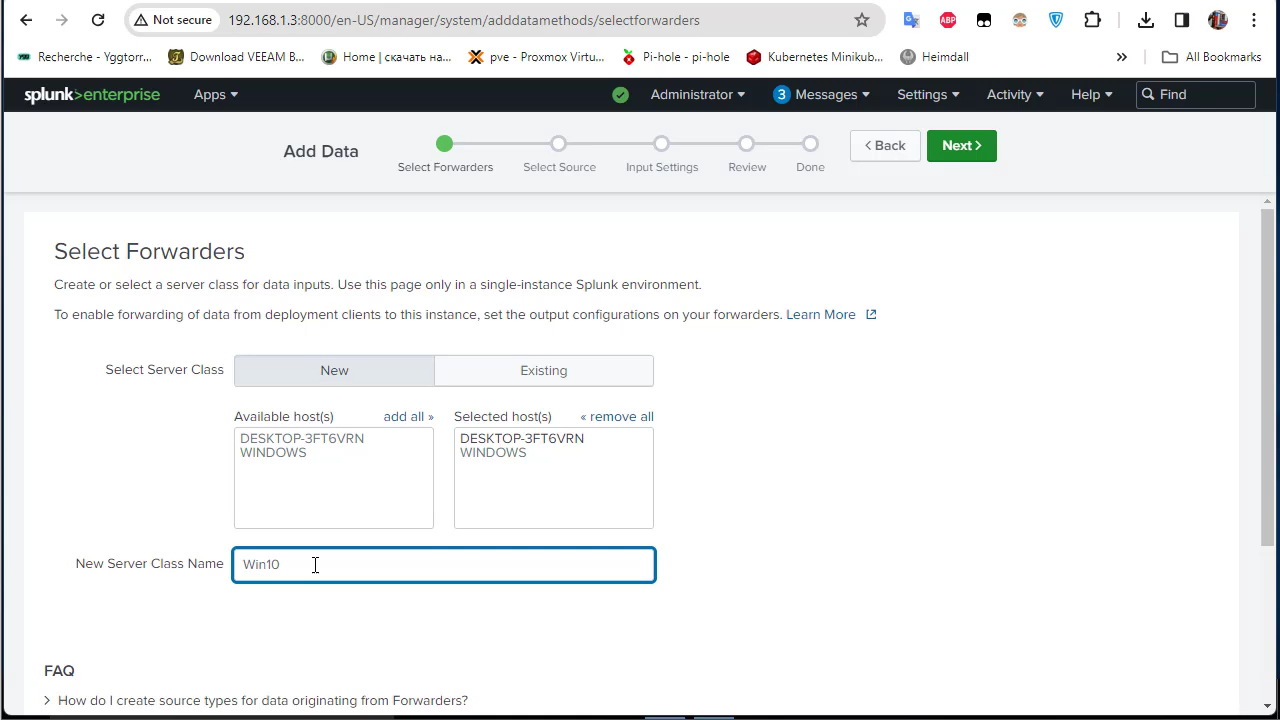 Not secure 192.168.1.3:8000/en-US/manager/system/adddatamethods/selectforwarders ABP
Recherche - Yggtorr... Download VEEAM B... Home | скачать на... pve - Proxmox Virtu... Pi-hole - pi-hole Kubernetes Minikub... Heimdall » All Bookmarks
splunk>enterprise Apps Administrator 3 Messages Settings Activity Help Find
Add Data
Select Forwarders Select Source Input Settings Review Done
< Back Next >
Select Forwarders
Create or select a server class for data inputs. Use this page only in a single-instance Splunk environment.
To enable forwarding of data from deployment clients to this instance, set the output configurations on your forwarders. Learn More
Select Server Class New Existing
Available host(s) add all » Selected host(s) « remove all
DESKTOP-3FT6VRN DESKTOP-3FT6VRN
WINDOWS WINDOWS
New Server Class Name Win10
FAQ
> How do I create source types for data originating from Forwarders?